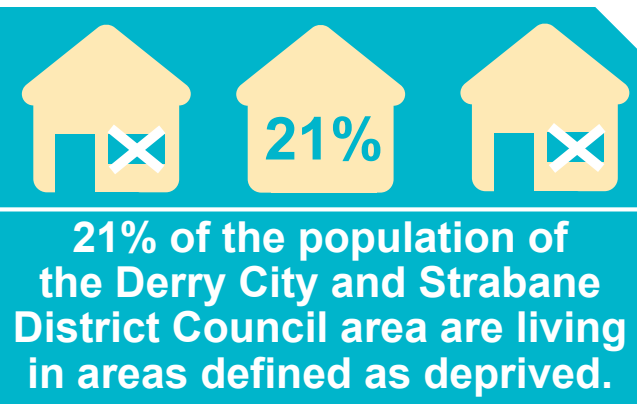 21%
21% of the population of
the Derry City and Strabane
District Council area are living
in areas defined as deprived.